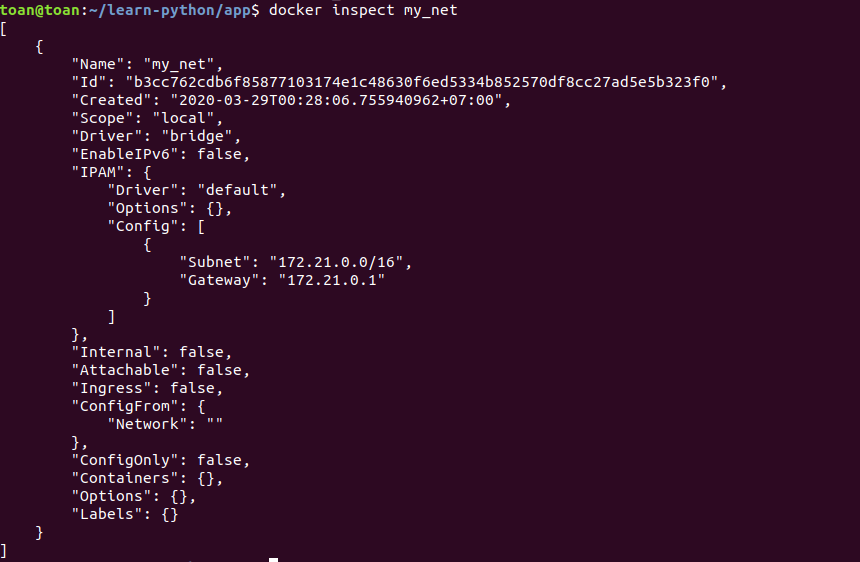 toan@toan:~/learn-python/app$ docker inspect my_net
[
    {
        "Name": "my_net",
        "Id": "b3cc762cdb6f85877103174e1c48630f6ed5334b852570df8cc27ad5e5b323f0",
        "Created": "2020-03-29T00:28:06.755940962+07:00",
        "Scope": "local",
        "Driver": "bridge",
        "EnableIPv6": false,
        "IPAM": {
            "Driver": "default",
            "Options": {},
            "Config": [
                {
                    "Subnet": "172.21.0.0/16",
                    "Gateway": "172.21.0.1"
                }
            ]
        },
        "Internal": false,
        "Attachable": false,
        "Ingress": false,
        "ConfigFrom": {
            "Network": ""
        },
        "ConfigOnly": false,
        "Containers": {},
        "Options": {},
        "Labels": {}
    }
]